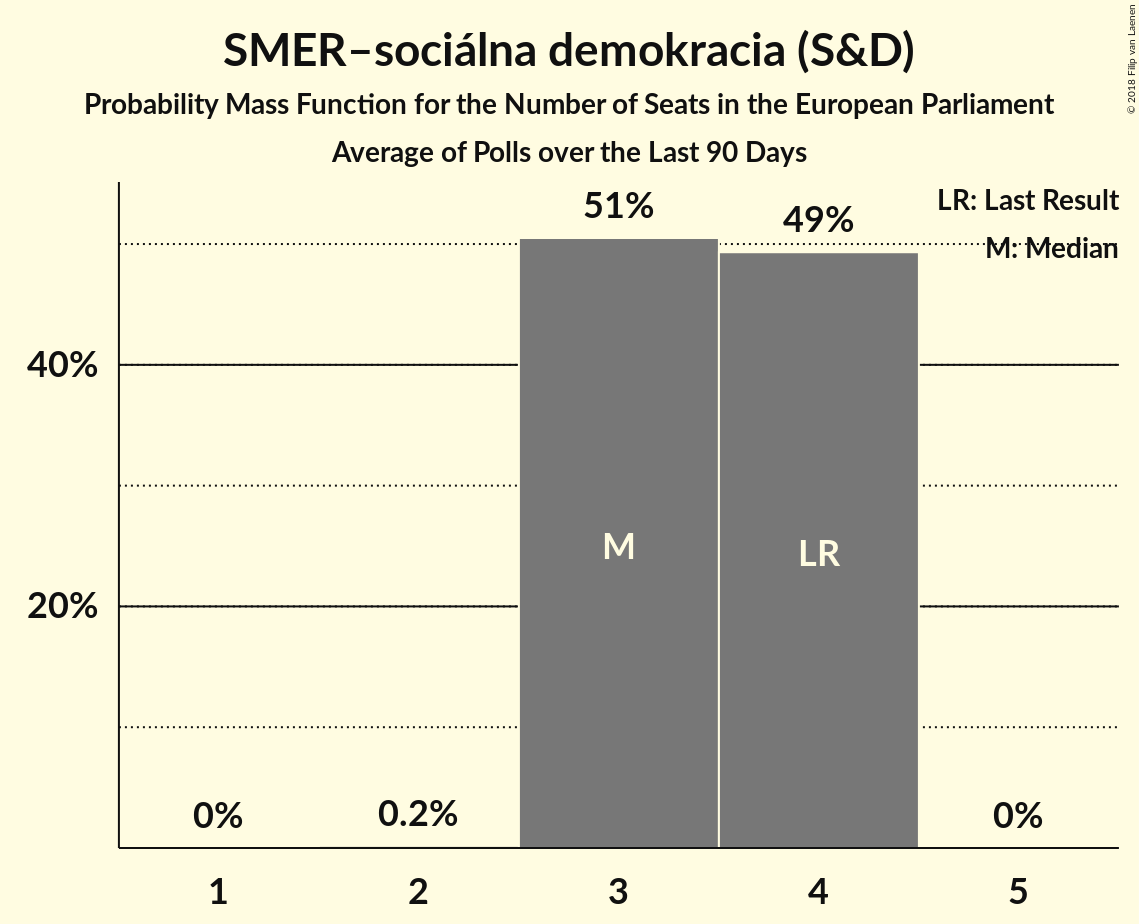 SMER–sociálna demokracia (S&D)
Probability Mass Function for the Number of Seats in the European Parliament
Average of Polls over the Last 90 Days
© 2018 Filip van Laenen
LR: Last Result
M: Median
51%
49%
40%
20%
M
LR
0%
0.2%
0%
1 2 3 4 5